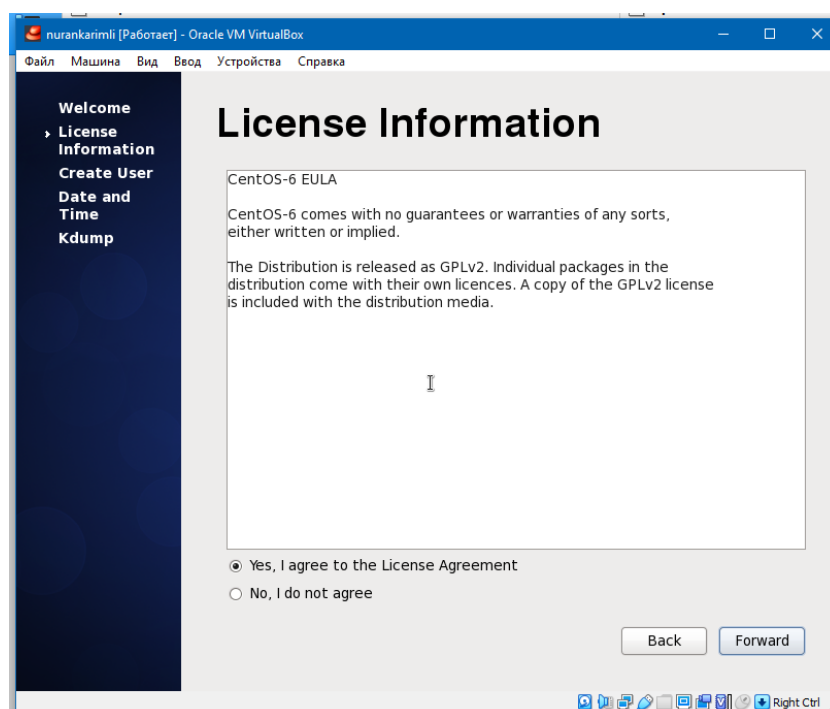 nurankarimli [Работает] - Oracle VM VirtualBox
Файл Машина Вид Ввод Устройства Справка
Welcome
License
Information
Create User
Date and
Time
Kdump
License Information
CentOS-6 EULA
CentOS-6 comes with no guarantees or warranties of any sorts,
either written or implied.
The Distribution is released as GPLv2. Individual packages in the
distribution come with their own licences. A copy of the GPLv2 license
is included with the distribution media.
Yes, I agree to the License Agreement
No, I do not agree
Back Forward
Right Ctrl